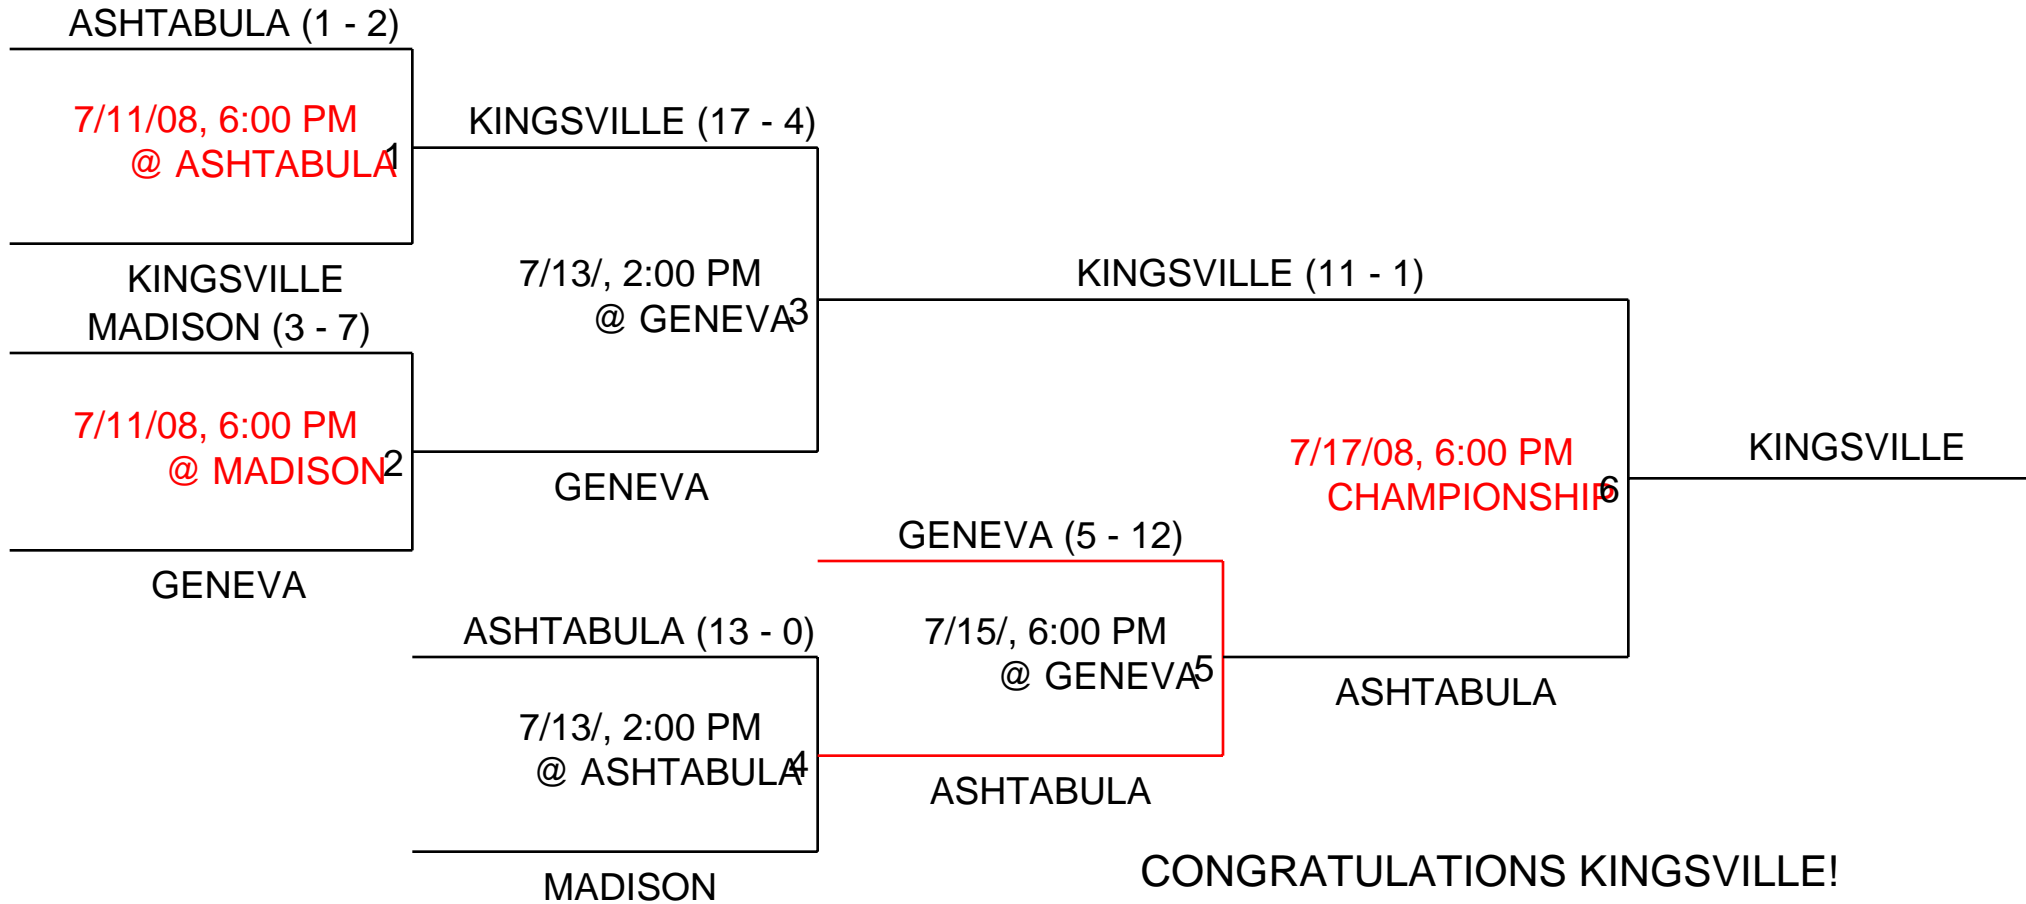 ASHTABULA (1 - 2)
7/11/08, 6:00 PM
@ ASHTABULA
1
KINGSVILLE
MADISON (3 - 7)
7/11/08, 6:00 PM
@ MADISON
2
GENEVA
KINGSVILLE (17 - 4)
7/13/, 2:00 PM
@ GENEVA
3
GENEVA
ASHTABULA (13 - 0)
7/13/, 2:00 PM
@ ASHTABULA
4
MADISON
GENEVA (5 - 12)
7/15/, 6:00 PM
@ GENEVA
5
ASHTABULA
KINGSVILLE (11 - 1)
7/17/08, 6:00 PM
CHAMPIONSHIP
6
ASHTABULA
KINGSVILLE
CONGRATULATIONS KINGSVILLE!